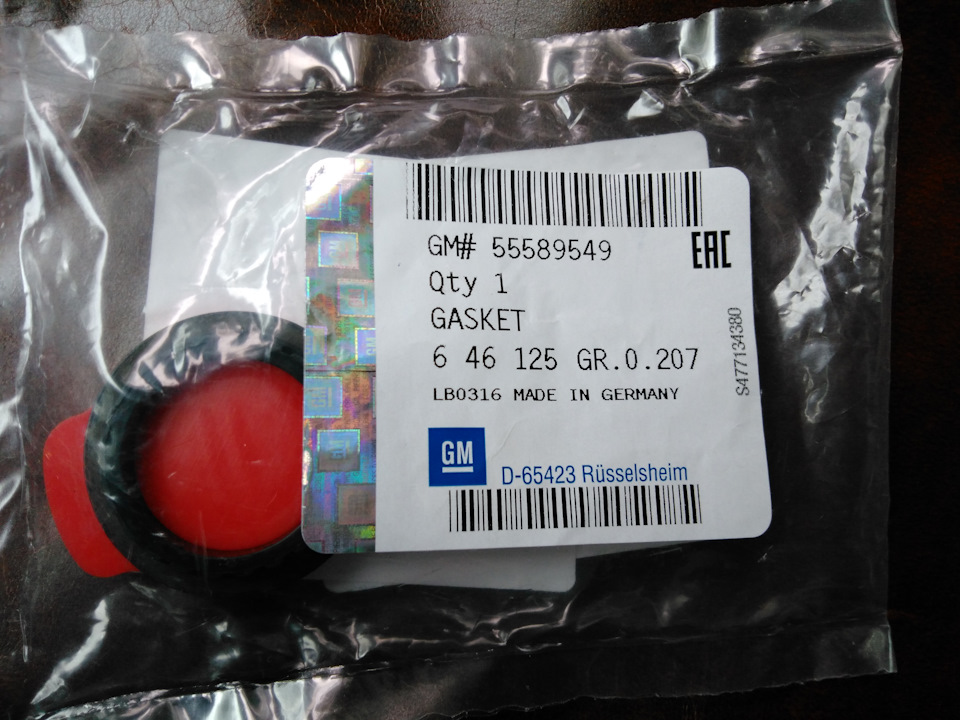 GM# 55589549
EAC
Qty 1
GASKET
6 46 125 GR.0.207
LB0316 MADE IN GERMANY
S477134380
GM
D-65423 Rüsselsheim